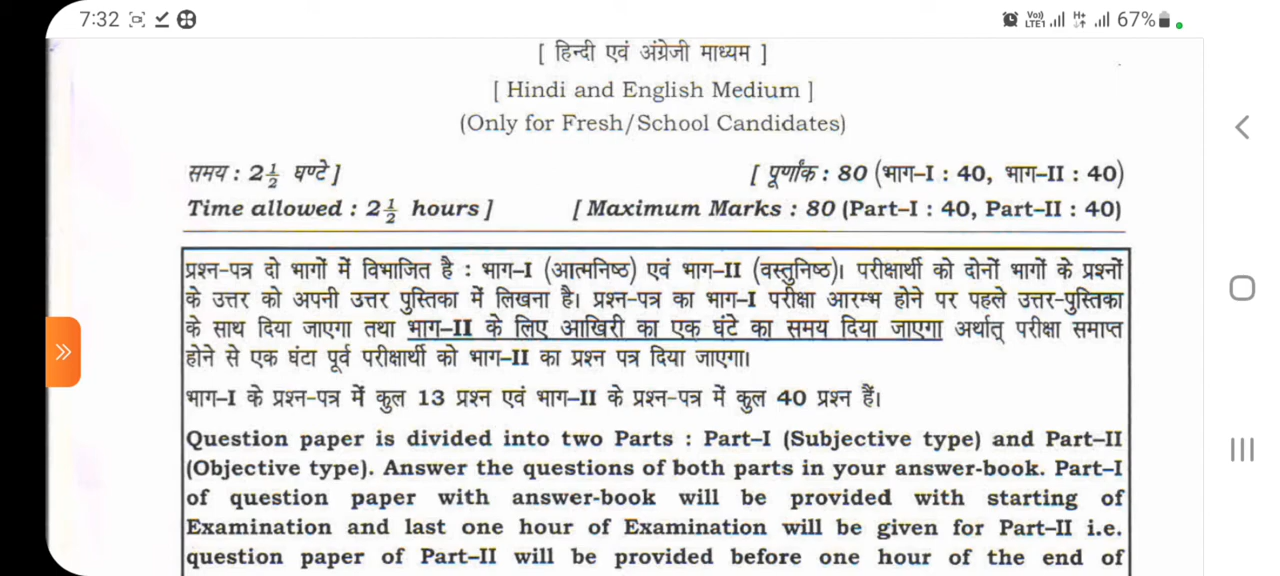 7:32
Vo) LTE1 H+ 67%
[ हिन्दी एवं अंग्रेजी माध्यम ]
[ Hindi and English Medium ]
(Only for Fresh/School Candidates)
समय : 2 1/2 घण्टे ] [ पूर्णांक : 80 (भाग–I : 40, भाग–II : 40)
Time allowed : 2 1/2 hours ] [ Maximum Marks : 80 (Part–I : 40, Part–II : 40)
प्रश्न-पत्र दो भागों में विभाजित है : भाग–I (आत्मनिष्ठ) एवं भाग–II (वस्तुनिष्ठ)। परीक्षार्थी को दोनों भागों के प्रश्नों
के उत्तर को अपनी उत्तर पुस्तिका में लिखना है। प्रश्न-पत्र का भाग–I परीक्षा आरम्भ होने पर पहले उत्तर-पुस्तिका
के साथ दिया जाएगा तथा भाग–II के लिए आखिरी का एक घंटे का समय दिया जाएगा अर्थात् परीक्षा समाप्त
होने से एक घंटा पूर्व परीक्षार्थी को भाग–II का प्रश्न पत्र दिया जाएगा।
भाग–I के प्रश्न-पत्र में कुल 13 प्रश्न एवं भाग–II के प्रश्न-पत्र में कुल 40 प्रश्न हैं।
Question paper is divided into two Parts : Part–I (Subjective type) and Part–II
(Objective type). Answer the questions of both parts in your answer-book. Part–I
of question paper with answer-book will be provided with starting of
Examination and last one hour of Examination will be given for Part–II i.e.
question paper of Part–II will be provided before one hour of the end of